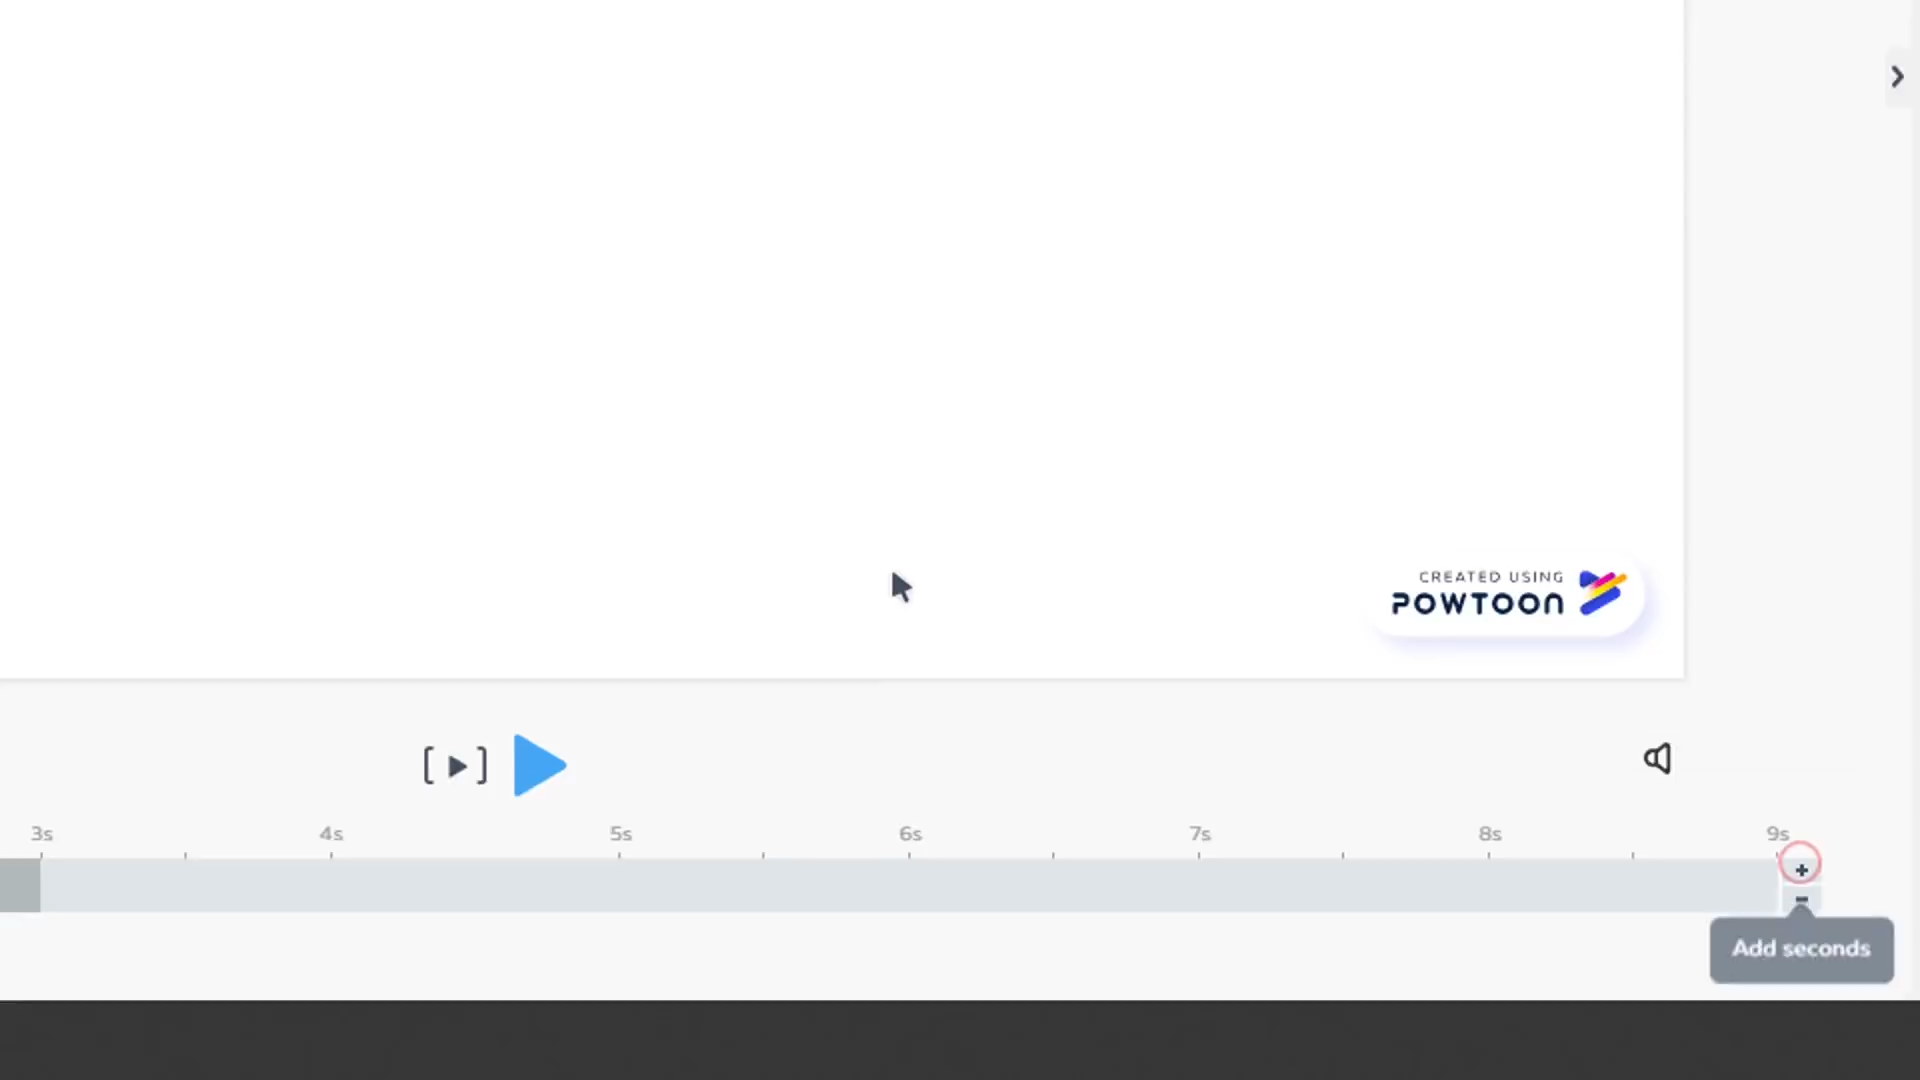 CREATED USING
POWTOON
3s 4s 5s 6s 7s 8s 9s
+
-
Add seconds